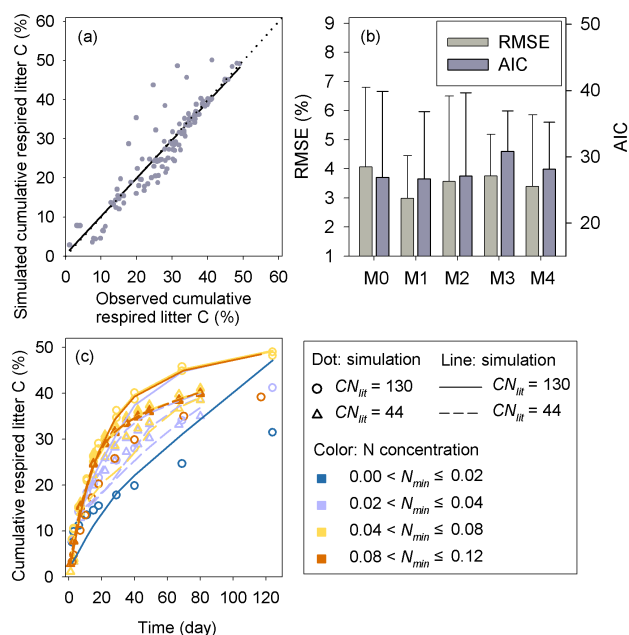 (a)
60
50
40
30
20
10
0
0 10 20 30 40 50 60
Simulated cumulative respired litter C (%)
Observed cumulative
respired litter C (%)
(b)
RMSE
AIC
9
8
7
6
5
4
3
2
1
RMSE (%)
50
40
30
20
AIC
M0 M1 M2 M3 M4
(c)
50
40
30
20
10
0
0 20 40 60 80 100 120
Cumulative respired litter C (%)
Time (day)
Dot: simulation Line: simulation
CNlit = 130 CNlit = 130
CNlit = 44 CNlit = 44
Color: N concentration
0.00 < Nmin ≤ 0.02
0.02 < Nmin ≤ 0.04
0.04 < Nmin ≤ 0.08
0.08 < Nmin ≤ 0.12